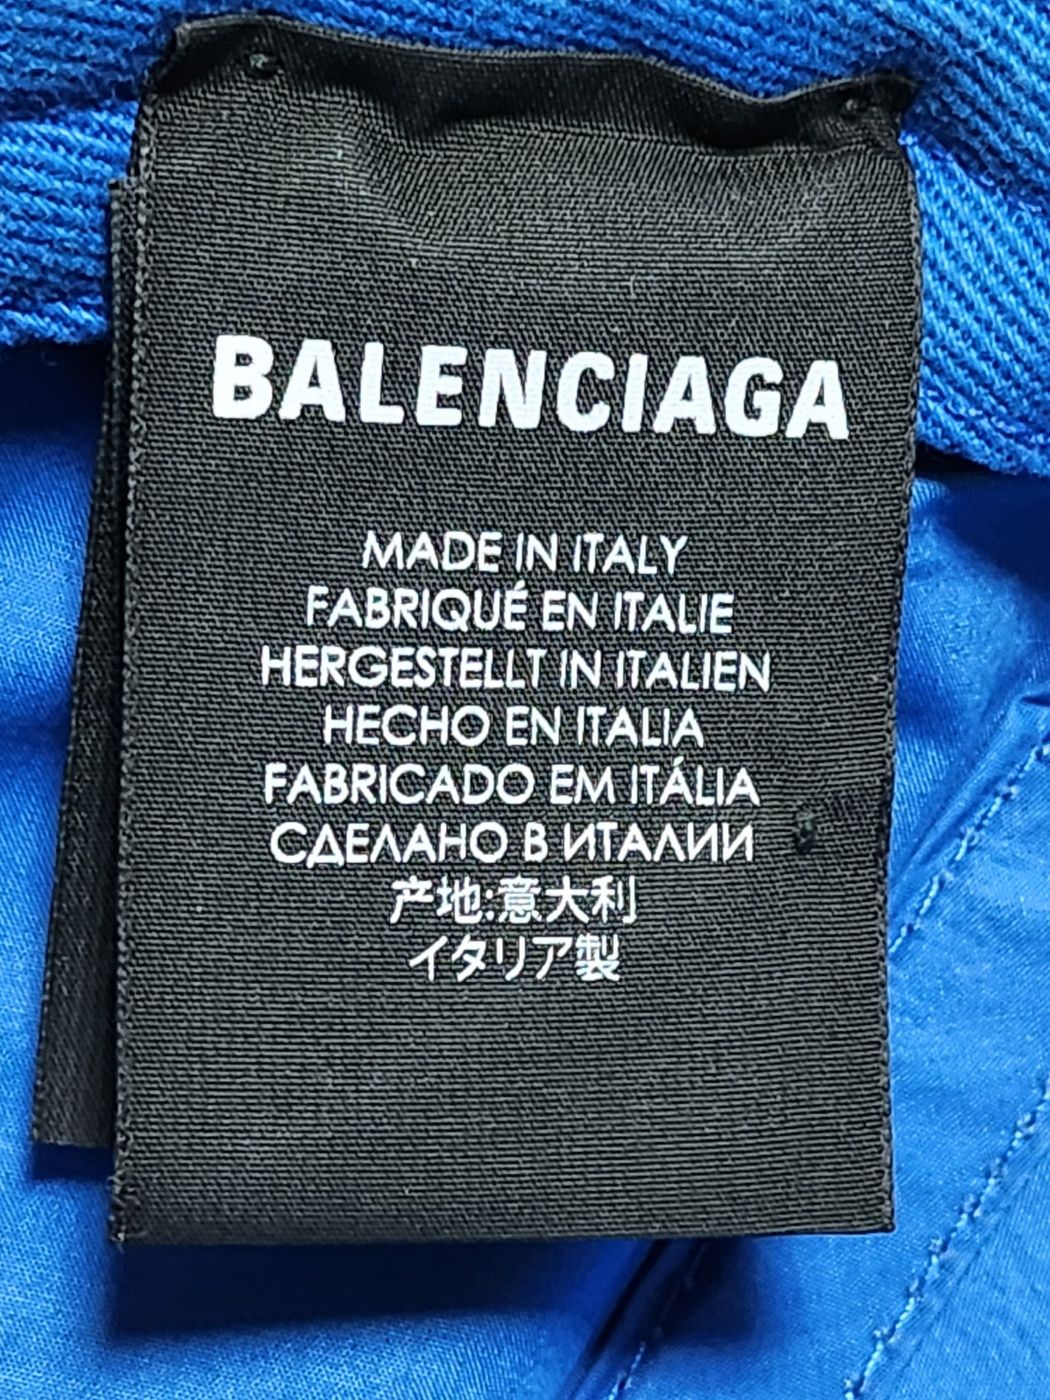 BALENCIAGA
MADE IN ITALY
FABRIQUÉ EN ITALIE
HERGESTELLT IN ITALIEN
HECHO EN ITALIA
FABRICADO EM ITÁLIA
СДЕЛАНО В ИТАЛИИ
产地:意大利
イタリア製